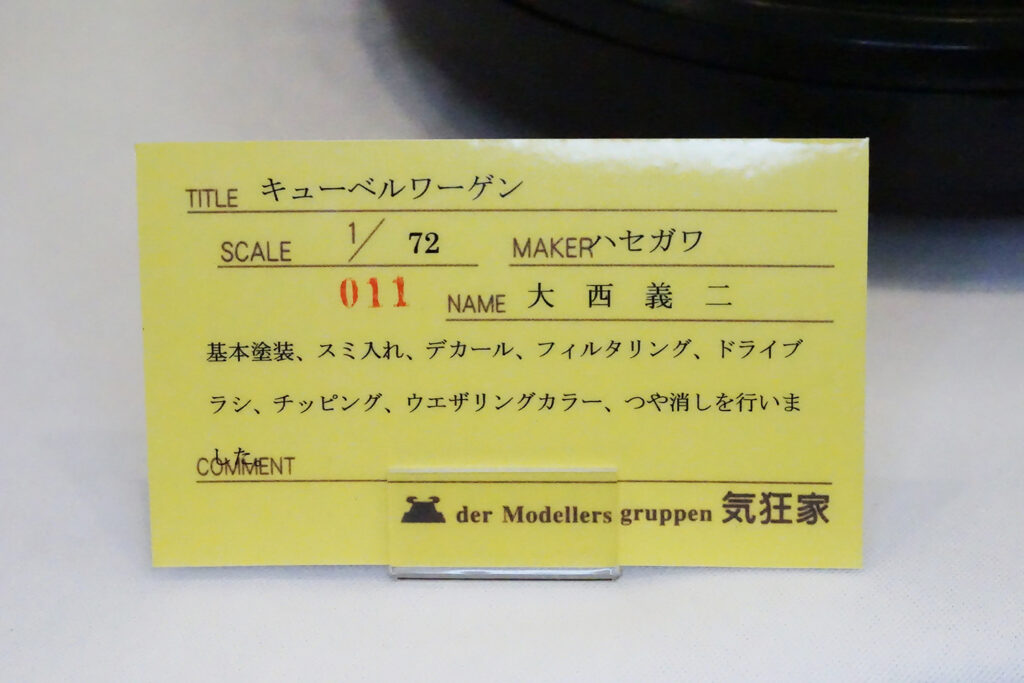 TITLE キューベルワーゲン
SCALE 1/72 MAKER ハセガワ
011 NAME 大西義二
基本塗装、スミ入れ、デカール、フィルタリング、ドライブ
ラシ、チッピング、ウエザリングカラー、つや消しを行いま
した。
COMMENT
der Modellers gruppen 気狂家